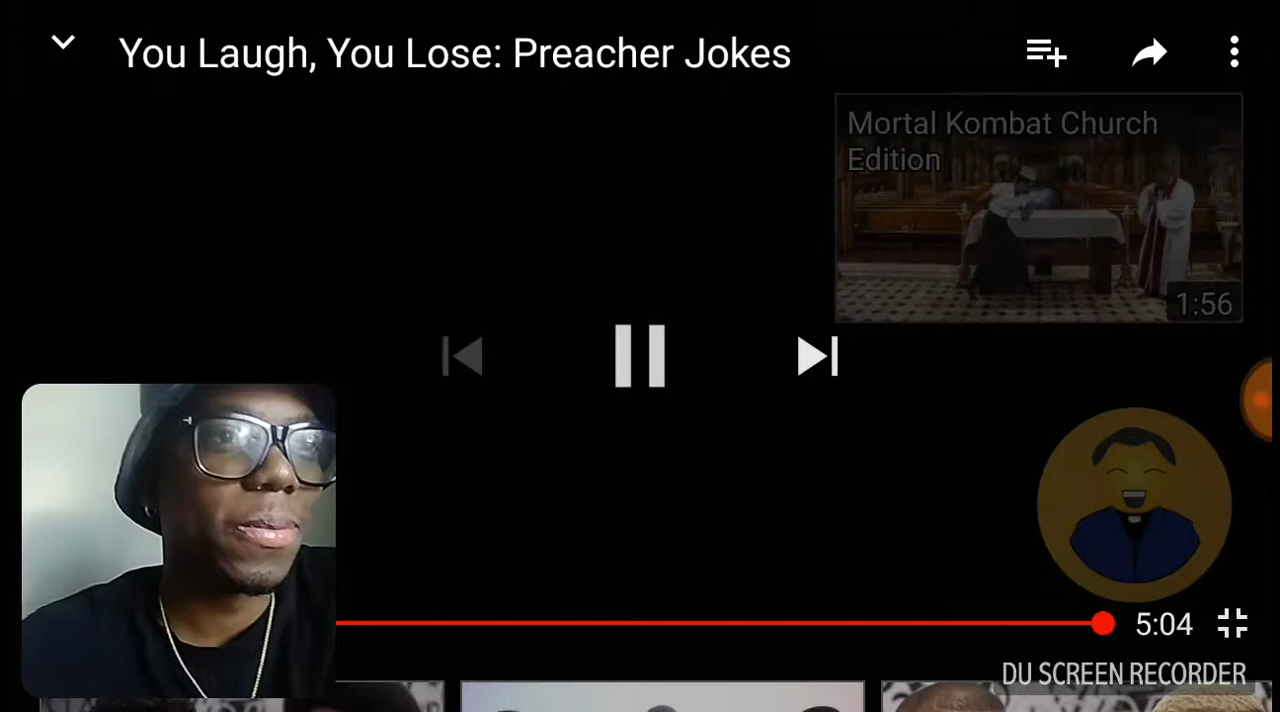 You Laugh, You Lose: Preacher Jokes
Mortal Kombat Church
Edition
1:56
5:04
DU SCREEN RECORDER